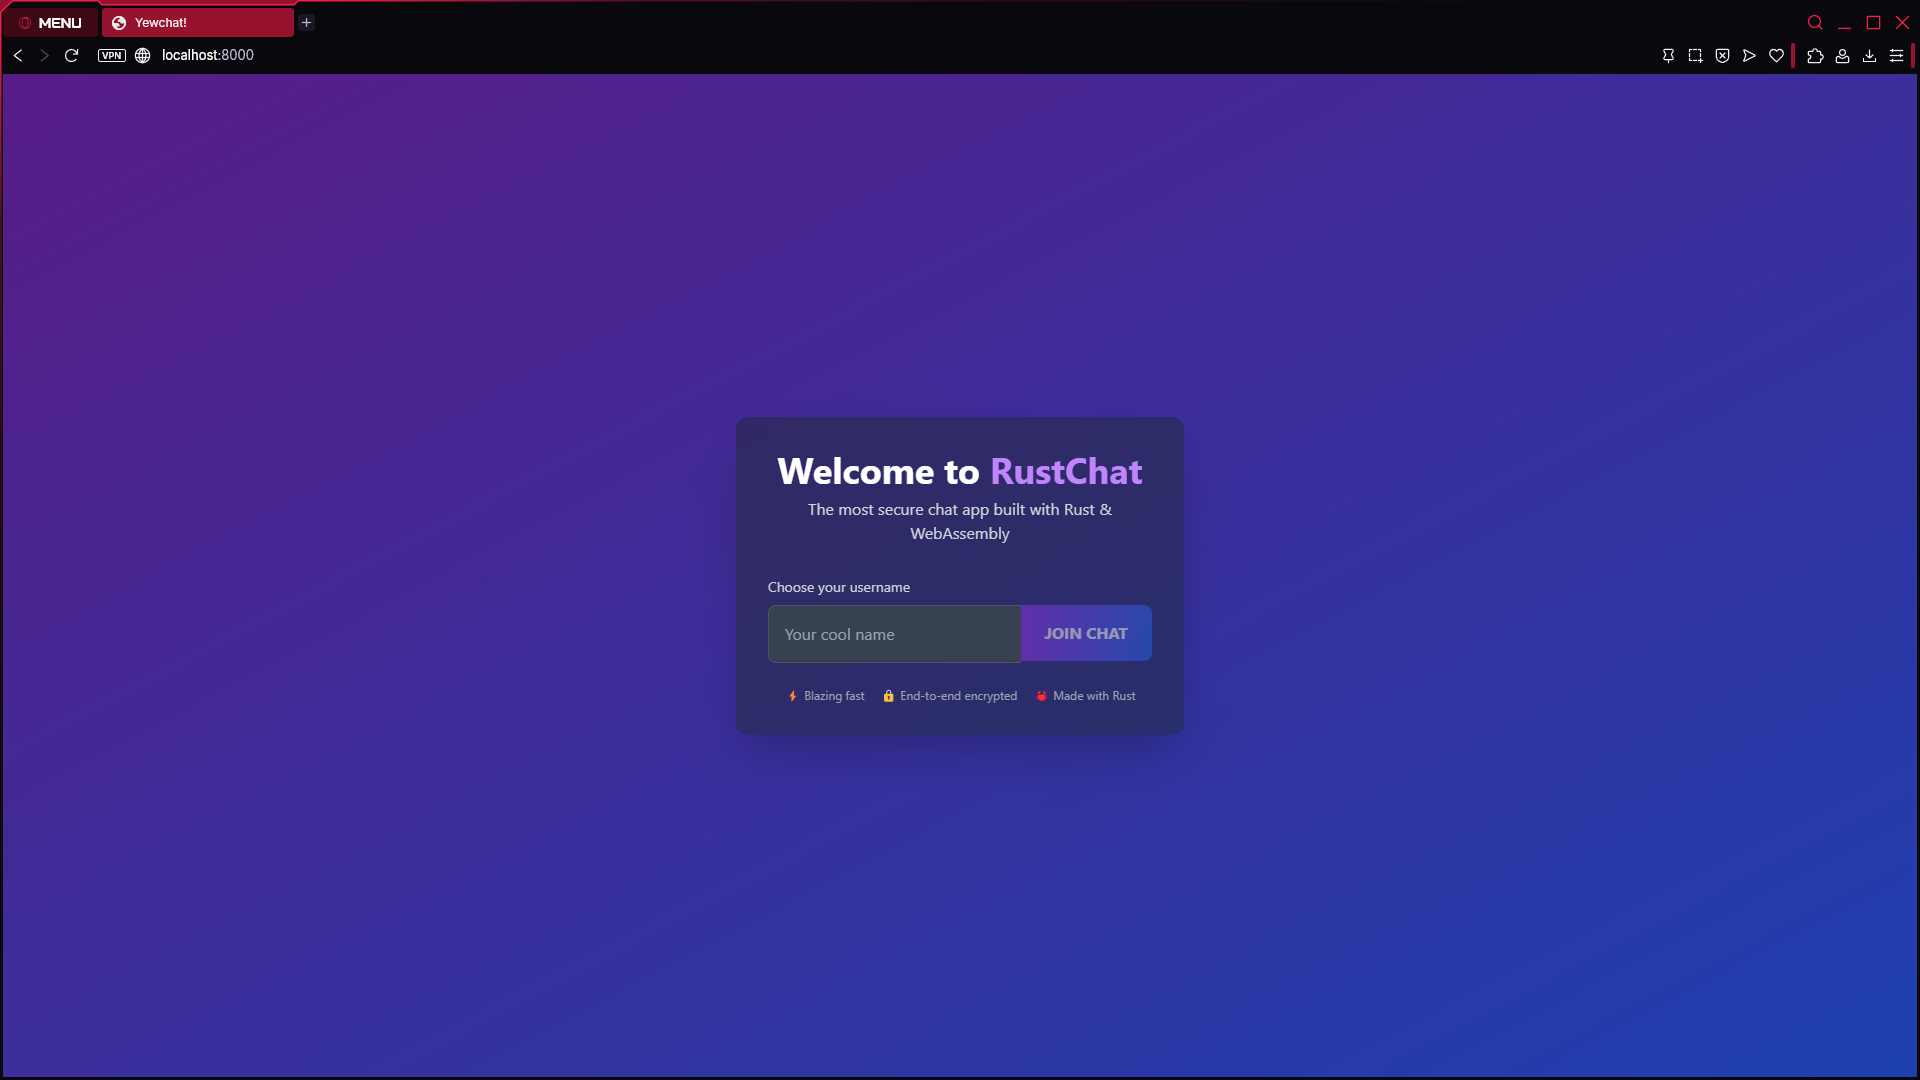 MENU
Yewchat!
VPN
localhost:8000
Welcome to RustChat
The most secure chat app built with Rust &
WebAssembly
Choose your username
Your cool name
JOIN CHAT
Blazing fast
End-to-end encrypted
Made with Rust